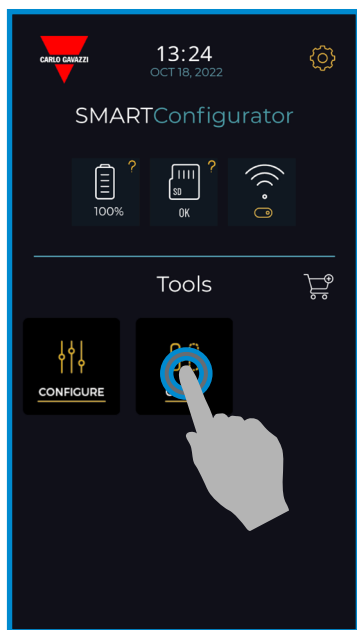 CARLO GAVAZZI
13:24
OCT 18, 2022
SMARTConfigurator
?
?
100%
SD
OK
Tools
CONFIGURE